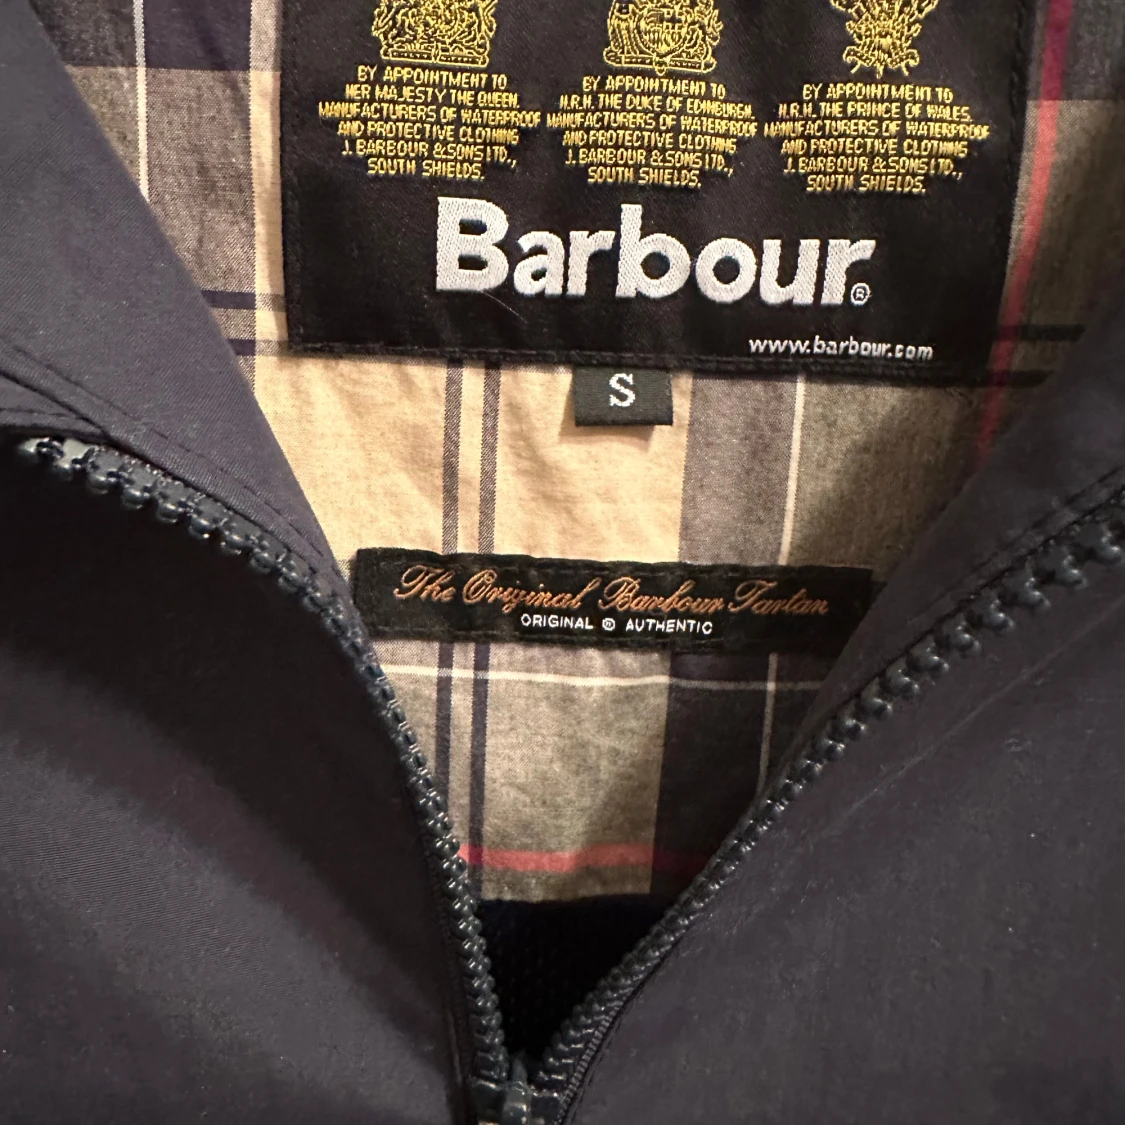 BY APPOINTMENT TO
HER MAJESTY THE QUEEN.
MANUFACTURERS OF WATERPROOF
AND PROTECTIVE CLOTHING
J. BARBOUR & SONS LTD.,
SOUTH SHIELDS.
BY APPOINTMENT TO
H.R.H. THE DUKE OF EDINBURGH.
MANUFACTURERS OF WATERPROOF
AND PROTECTIVE CLOTHING
J. BARBOUR & SONS LTD.,
SOUTH SHIELDS.
BY APPOINTMENT TO
H.R.H. THE PRINCE OF WALES.
MANUFACTURERS OF WATERPROOF
AND PROTECTIVE CLOTHING
J. BARBOUR & SONS LTD.,
SOUTH SHIELDS.
Barbour®
www.barbour.com
S
The Original Barbour Tartan
ORIGINAL ® AUTHENTIC